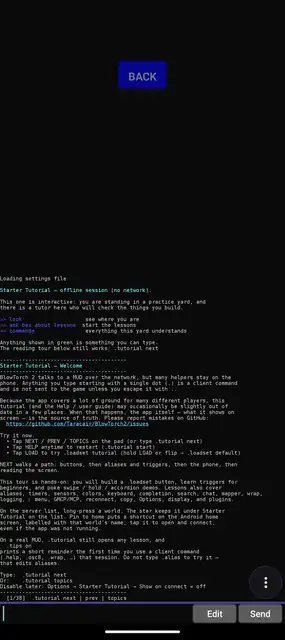 BACK
Loading settings file
Starter Tutorial — offline session (no network).
This one is interactive: you are standing in a practice yard, and
there is a tutor here who will check the things you build.
look see where you are
ask bas about lessons start the lessons
commands everything this yard understands
Anything shown in green is something you can type.
The reading tour below still works: .tutorial next
----------------------------------------
Starter Tutorial — Welcome
----------------------------------------
BlowTorch 2 talks to a MUD over the network, but many helpers stay on the
phone. Anything you type starting with a single dot (.) is a client command
and is not sent to the game unless you escape it with ..
Because the app covers a lot of ground for many different players, this
tutorial (and the Help / user guide) may occasionally be slightly out of
date in a few places. When that happens, the app itself — what it shows on
screen — is the source of truth. Please report mistakes on GitHub:
https://github.com/Taracair/BlowTorch2/issues
Try it now
• Tap NEXT / PREV / TOPICS on the pad (or type .tutorial next)
• Tap HELP anytime to restart (.tutorial start)
• Tap LOAD to try .loadset tutorial (hold LOAD or flip = .loadset default)
NEXT walks a path: buttons, then aliases and triggers, then the phone, then
reading the screen.
This tour is hands-on: you will build a .loadset button, learn triggers for
beginners, and poke swipe / hold / accordion demos. Lessons also cover
aliases, timers, sensors, colors, keyboard, completion, search, chat, mapper, wrap,
logging, | menu, GMCP/MCP, reconnect, copy, Options, display, and plugins.
On the server list, long-press a world. The star keeps it under Starter
Tutorial on the list. Pin to home puts a shortcut on the Android home
screen, labelled with that world's name; tap it to open and connect,
even if the app was not running.
On a real MUD, .tutorial still opens any lesson, and
.tips on
prints a short reminder the first time you use a client command
(.help, .osc8, .wrap, …) that session. Do not type .alias to try it —
that edits aliases.
Type: .tutorial next
Or: .tutorial topics
Disable later: Options → Starter Tutorial → Show on connect = off
----------------------------------------
[1/38] .tutorial next | prev | topics
Edit
Send